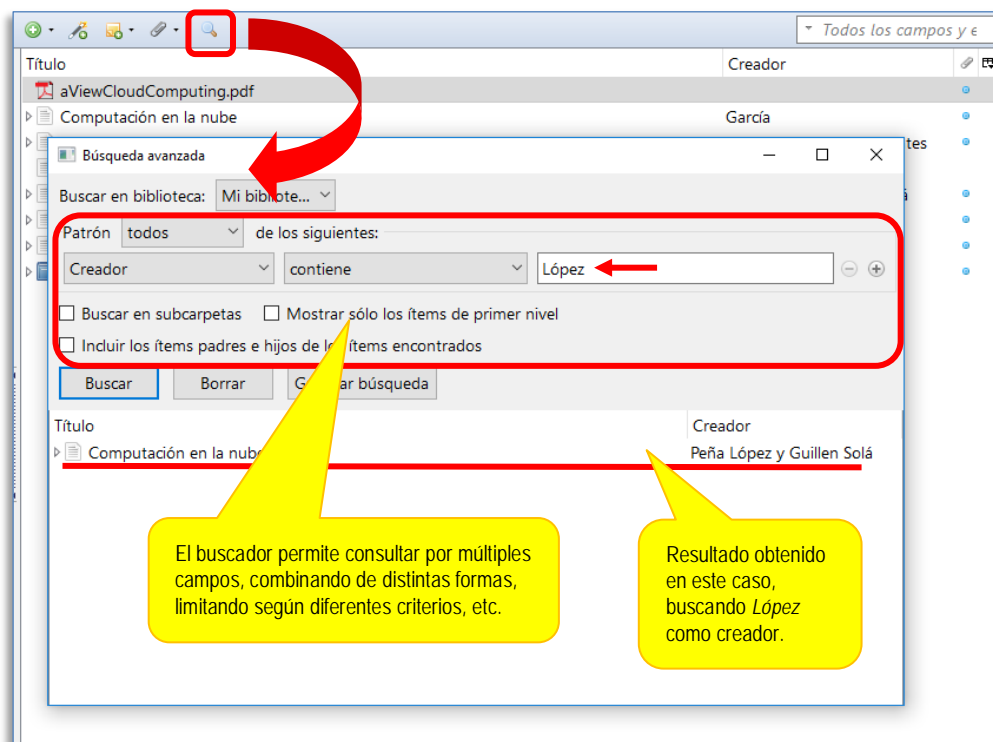 Todos los campos y e
Título Creador
aViewCloudComputing.pdf
Computación en la nube García
tes
Búsqueda avanzada
Buscar en biblioteca: Mi bibliote...
Patrón todos de los siguientes:
Creador contiene López
Buscar en subcarpetas Mostrar sólo los ítems de primer nivel
Incluir los ítems padres e hijos de los ítems encontrados
Buscar Borrar G ar búsqueda
Título Creador
Computación en la nube Peña López y Guillen Solá
El buscador permite consultar por múltiples
campos, combinando de distintas formas,
limitando según diferentes criterios, etc.
Resultado obtenido
en este caso,
buscando López
como creador.